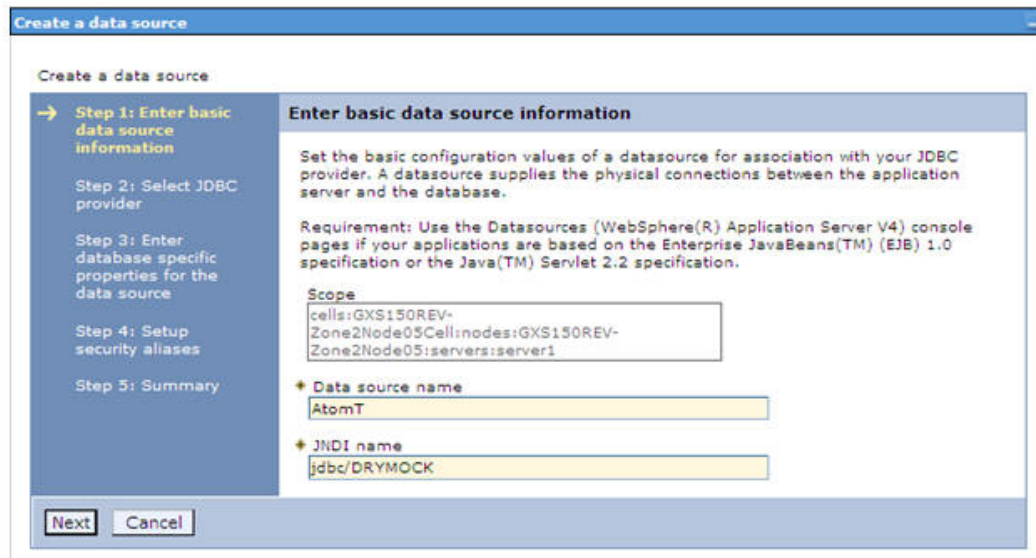 Create a data source
Create a data source
Step 1: Enter basic
data source
information
Step 2: Select JDBC
provider
Step 3: Enter
database specific
properties for the
data source
Step 4: Setup
security aliases
Step 5: Summary
Enter basic data source information
Set the basic configuration values of a datasource for association with your JDBC
provider. A datasource supplies the physical connections between the application
server and the database.
Requirement: Use the Datasources (WebSphere(R) Application Server V4) console
pages if your applications are based on the Enterprise JavaBeans(TM) (EJB) 1.0
specification or the Java(TM) Servlet 2.2 specification.
Scope
cells:GXS150REV-
Zone2Node05Cell:nodes:GXS150REV-
Zone2Node05:servers:server1
Data source name
AtomT
JNDI name
jdbc/DRYMOCK
Next
Cancel